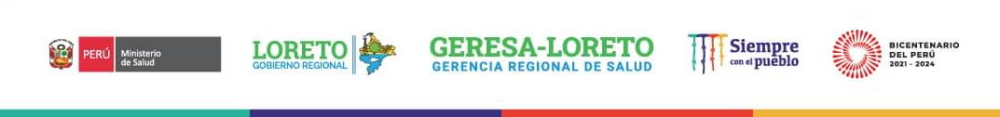 PERÚ
Ministerio
de Salud
LORETO
GOBIERNO REGIONAL
GERESA-LORETO
GERENCIA REGIONAL DE SALUD
Siempre
con el pueblo
BICENTENARIO
DEL PERÚ
2021 - 2024